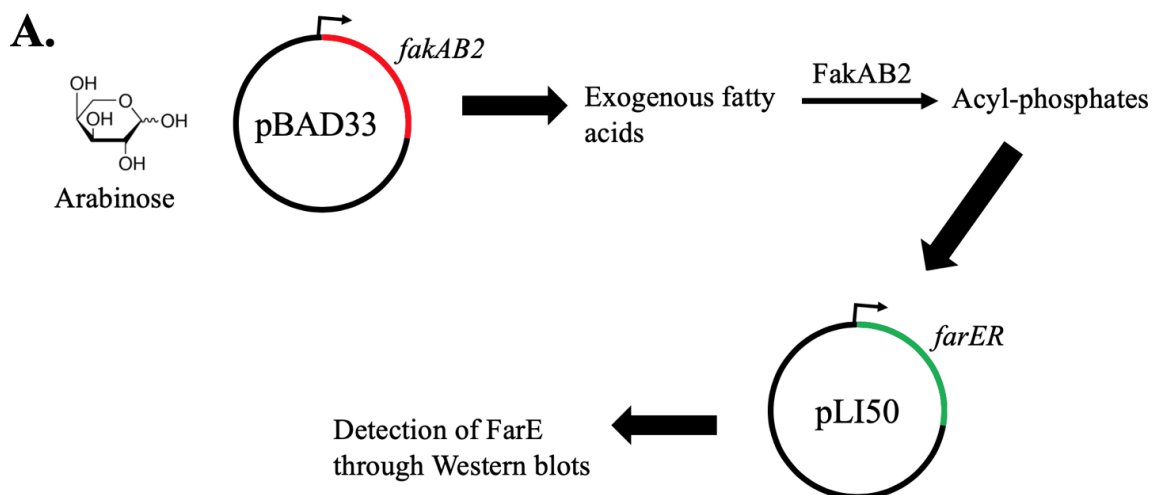 A.
fakAB2
OH
O
OH
OH
OH
Arabinose
pBAD33
Exogenous fatty
acids
FakAB2
Acyl-phosphates
farER
pLI50
Detection of FarE
through Western blots